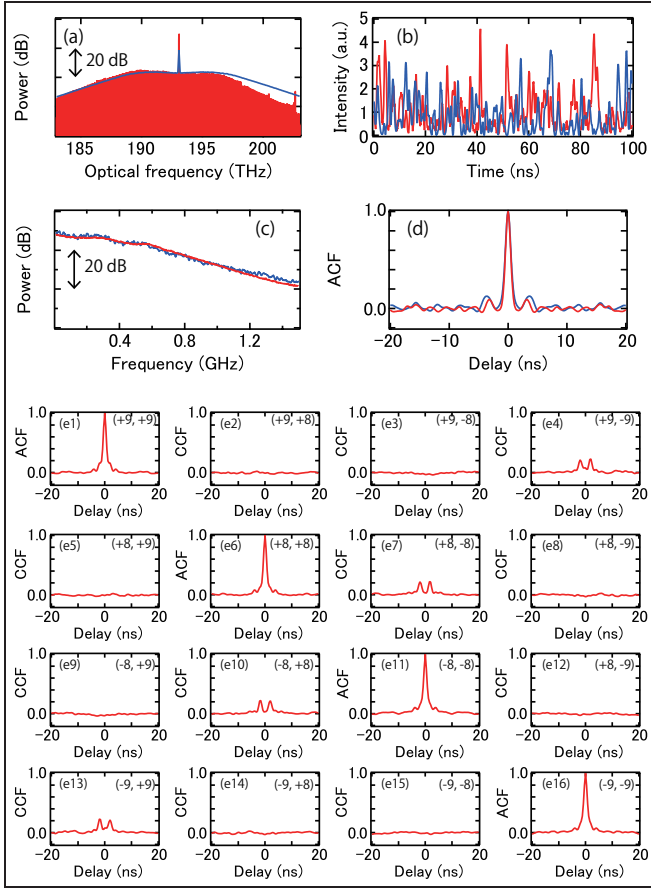 (a)
20 dB
Power (dB)
185 190 195 200
Optical frequency (THz)
(b)
Intensity (a.u.)
5
4
3
2
1
0
0 20 40 60 80 100
Time (ns)
(c)
20 dB
Power (dB)
0.4 0.8 1.2
Frequency (GHz)
(d)
ACF
1.0
0.0
-20 -10 0 10 20
Delay (ns)
(e1) (+9, +9)
ACF
1.0
0.0
-20 0 20
Delay (ns)
(e2) (+9, +8)
CCF
1.0
0.0
-20 0 20
Delay (ns)
(e3) (+9, -8)
CCF
1.0
0.0
-20 0 20
Delay (ns)
(e4) (+9, -9)
CCF
1.0
0.0
-20 0 20
Delay (ns)
(e5) (+8, +9)
CCF
1.0
0.0
-20 0 20
Delay (ns)
(e6) (+8, +8)
ACF
1.0
0.0
-20 0 20
Delay (ns)
(e7) (+8, -8)
CCF
1.0
0.0
-20 0 20
Delay (ns)
(e8) (+8, -9)
CCF
1.0
0.0
-20 0 20
Delay (ns)
(e9) (-8, +9)
CCF
1.0
0.0
-20 0 20
Delay (ns)
(e10) (-8, +8)
CCF
1.0
0.0
-20 0 20
Delay (ns)
(e11) (-8, -8)
ACF
1.0
0.0
-20 0 20
Delay (ns)
(e12) (+8, -9)
CCF
1.0
0.0
-20 0 20
Delay (ns)
(e13) (-9, +9)
CCF
1.0
0.0
-20 0 20
Delay (ns)
(e14) (-9, +8)
CCF
1.0
0.0
-20 0 20
Delay (ns)
(e15) (-9, -8)
CCF
1.0
0.0
-20 0 20
Delay (ns)
(e16) (-9, -9)
ACF
1.0
0.0
-20 0 20
Delay (ns)